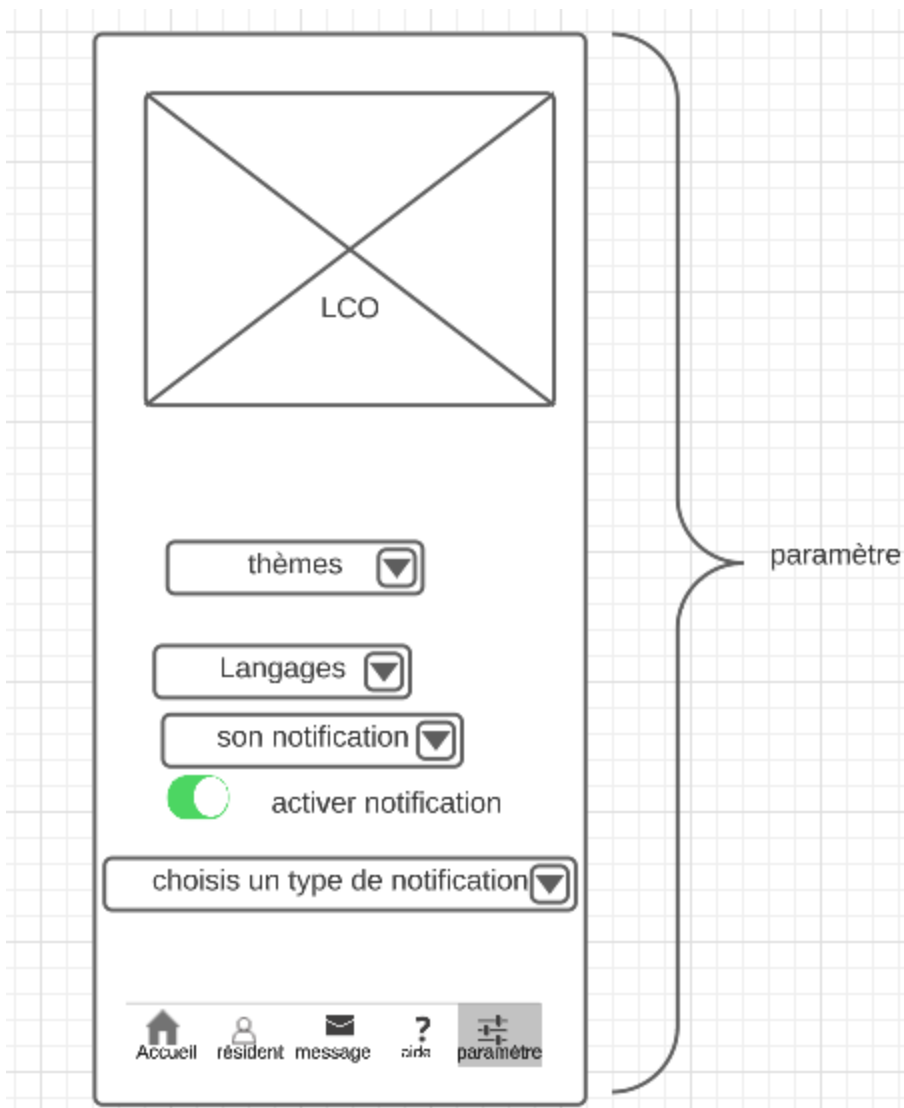 LCO
thèmes
paramètre
Langages
son notification
activer notification
choisis un type de notification
Accueil résident message aide paramètre